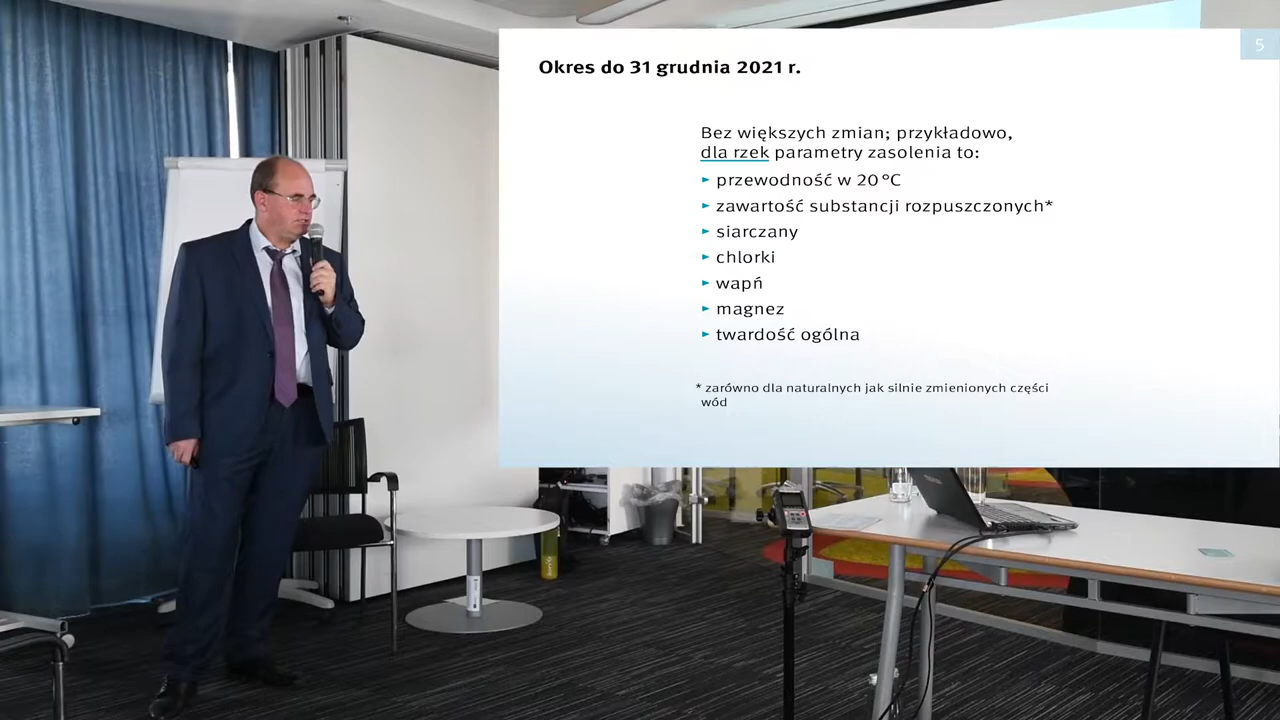 5
Okres do 31 grudnia 2021 r.
Bez większych zmian; przykładowo,
dla rzek parametry zasolenia to:
► przewodność w 20 °C
► zawartość substancji rozpuszczonych*
► siarczany
► chlorki
► wapń
► magnez
► twardość ogólna
* zarówno dla naturalnych jak silnie zmienionych części
wód